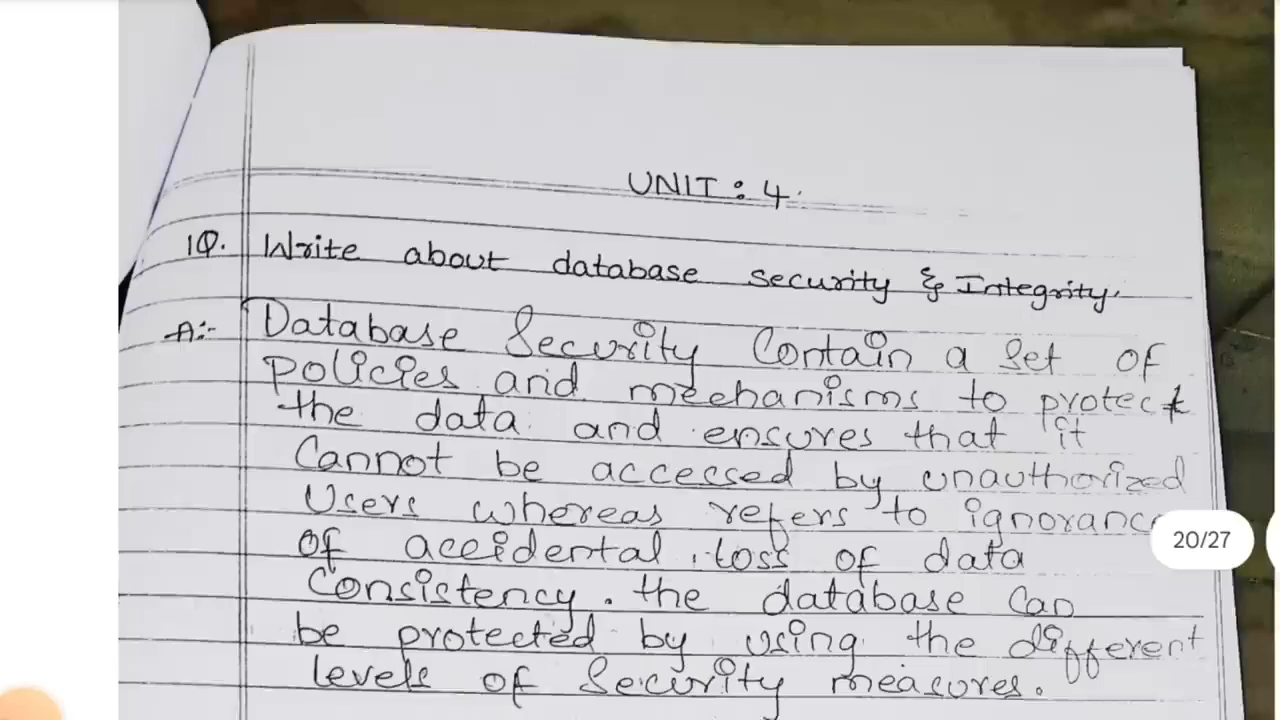 UNIT : 4.
1Q. Write about database security & Integrity.
A:- Database Security Contain a set of
policies and mechanisms to protect
the data and ensures that it
Cannot be accessed by unauthorized
Users whereas refers to ignorance
of accidental loss of data
Consistency. the database can
be protected by using the different
levels of Security measures.
20/27